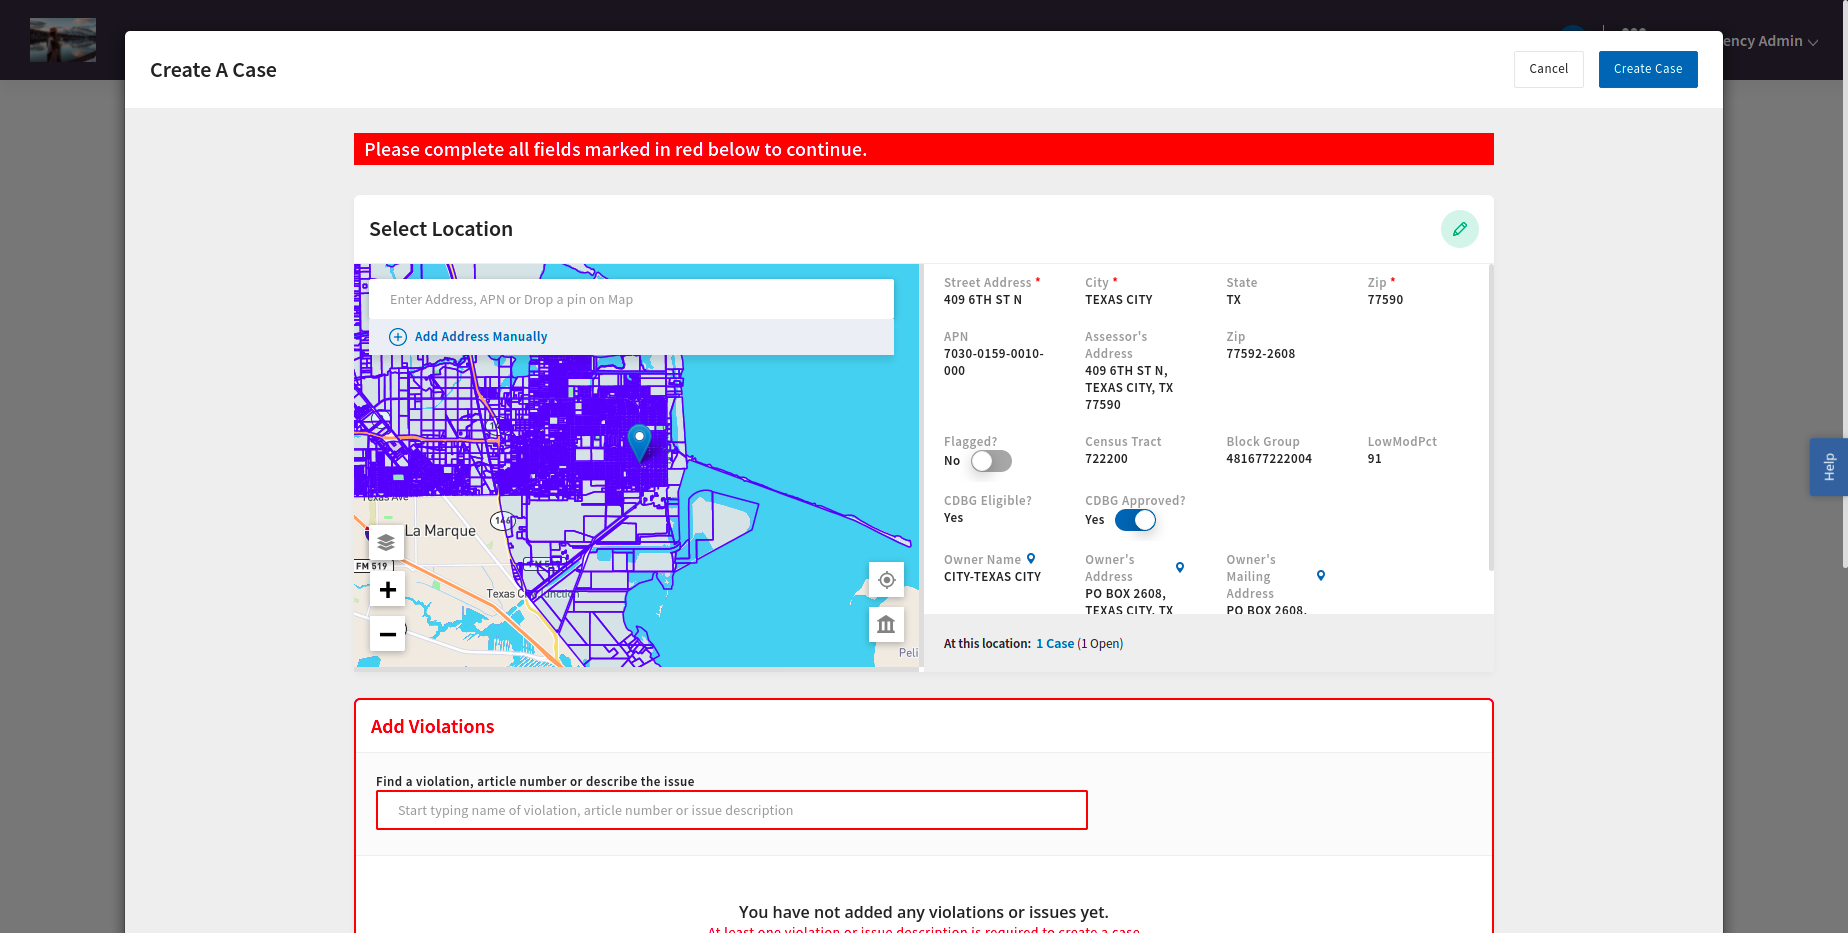 ency Admin
Create A Case
Cancel
Create Case
Please complete all fields marked in red below to continue.
Select Location
Enter Address, APN or Drop a pin on Map
Add Address Manually
Texas Ave
La Marque
146
FM 519
Texas City Junction
Peli
Street Address *
409 6TH ST N
City *
TEXAS CITY
State
TX
Zip *
77590
APN
7030-0159-0010-
000
Assessor's
Address
409 6TH ST N,
TEXAS CITY, TX
77590
Zip
77592-2608
Flagged?
No
Census Tract
722200
Block Group
481677222004
LowModPct
91
CDBG Eligible?
Yes
CDBG Approved?
Yes
Owner Name
CITY-TEXAS CITY
Owner's
Address
PO BOX 2608,
TEXAS CITY, TX
Owner's
Mailing
Address
PO BOX 2608,
At this location: 1 Case (1 Open)
Help
Add Violations
Find a violation, article number or describe the issue
Start typing name of violation, article number or issue description
You have not added any violations or issues yet.
At least one violation or issue description is required to create a case